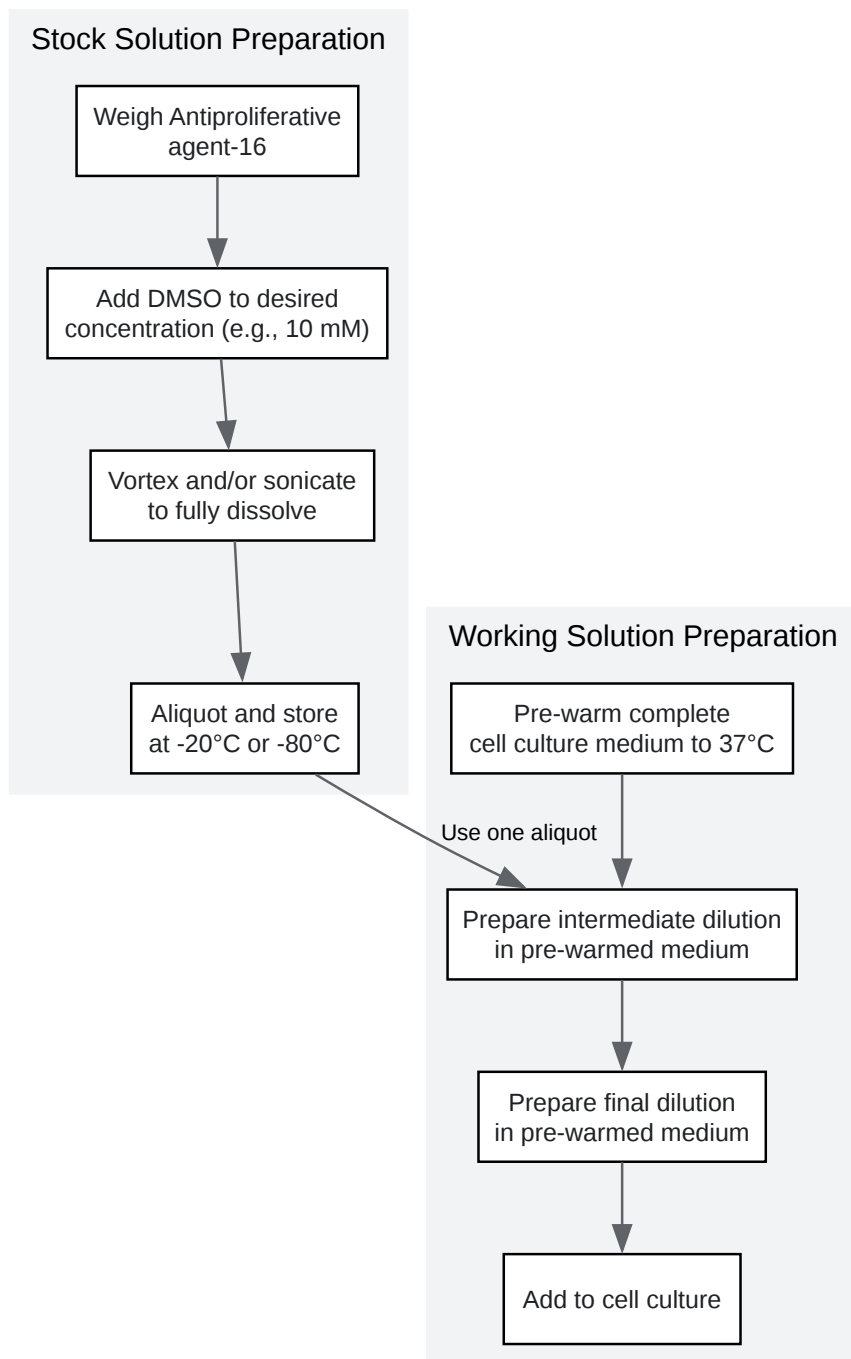 Stock Solution Preparation
Weigh Antiproliferative
agent-16
Add DMSO to desired
concentration (e.g., 10 mM)
Vortex and/or sonicate
to fully dissolve
Aliquot and store
at -20°C or -80°C
Working Solution Preparation
Pre-warm complete
cell culture medium to 37°C
Use one aliquot
Prepare intermediate dilution
in pre-warmed medium
Prepare final dilution
in pre-warmed medium
Add to cell culture